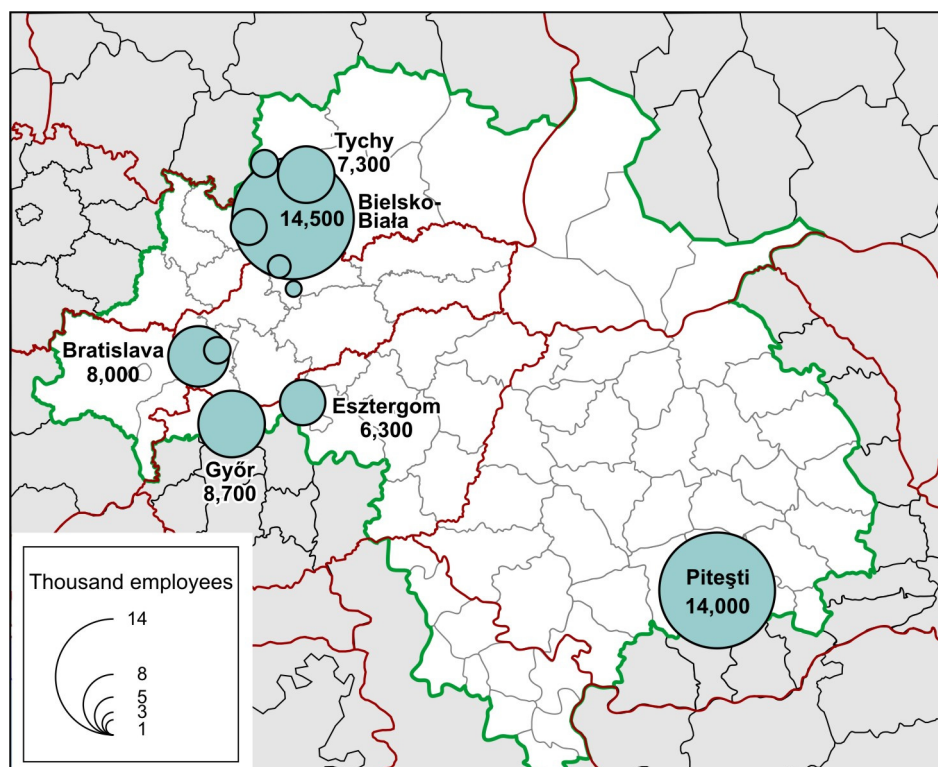 Tychy
7,300
Bielsko-
Biała
14,500
Bratislava
8,000
Esztergom
6,300
Győr
8,700
Piteşti
14,000
Thousand employees
14
8
5
3
1